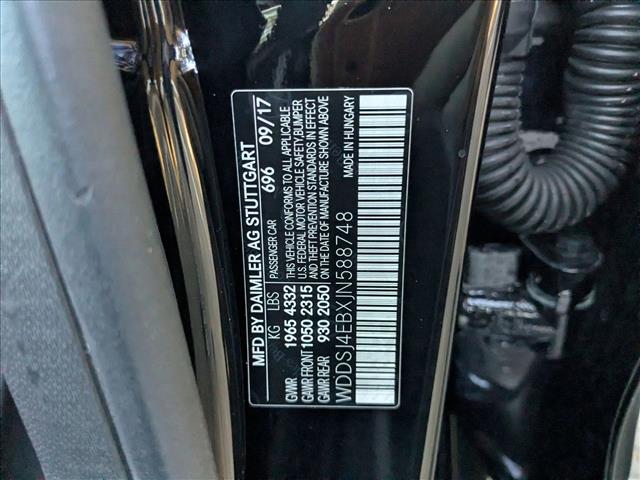 MFD BY DAIMLER AG STUTTGART
696 09/17
PASSENGER CAR
KG LBS
GVWR 1965 4332
GAWR FRONT 1050 2315
GAWR REAR 930 2050
THIS VEHICLE CONFORMS TO ALL APPLICABLE
U.S. FEDERAL MOTOR VEHICLE SAFETY, BUMPER
AND THEFT PREVENTION STANDARDS IN EFFECT
ON THE DATE OF MANUFACTURE SHOWN ABOVE
MADE IN HUNGARY
WDDSJ4EBXJN588748